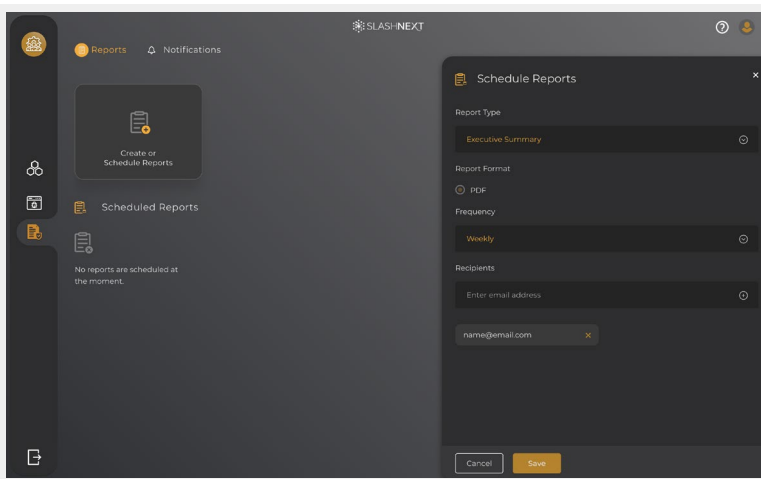 SLASHNEXT
Reports
Notifications
Create or
Schedule Reports
Scheduled Reports
No reports are scheduled at
the moment.
Schedule Reports
Report Type
Executive Summary
Report Format
PDF
Frequency
Weekly
Recipients
Enter email address
name@email.com
Cancel
Save